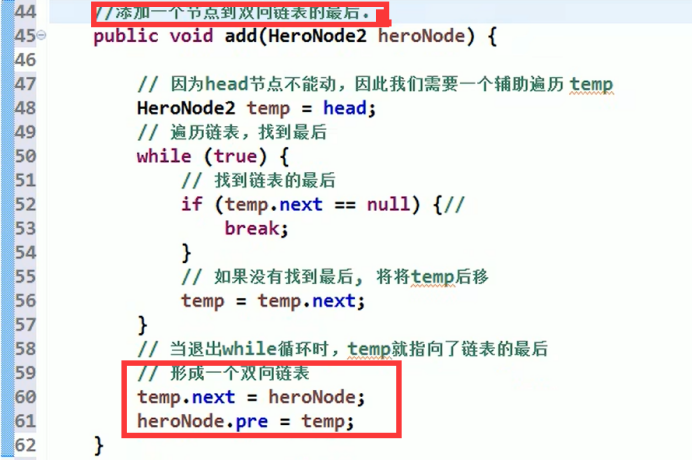 44 //添加一个节点到双向链表的最后.
45 public void add(HeroNode2 heroNode) {
46
47 // 因为head节点不能动，因此我们需要一个辅助遍历 temp
48 HeroNode2 temp = head;
49 // 遍历链表，找到最后
50 while (true) {
51 // 找到链表的最后
52 if (temp.next == null) {//
53 break;
54 }
55 // 如果没有找到最后, 将将temp后移
56 temp = temp.next;
57 }
58 // 当退出while循环时，temp就指向了链表的最后
59 // 形成一个双向链表
60 temp.next = heroNode;
61 heroNode.pre = temp;
62 }